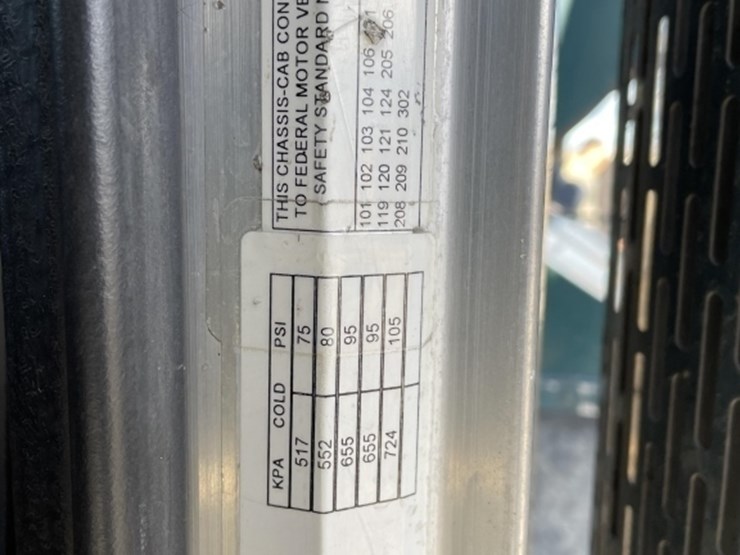 THIS CHASSIS-CAB CON
TO FEDERAL MOTOR VE
SAFETY STANDARD
101 102 103 104 106
119 120 121 124 205 206
208 209 210 302
KPA COLD PSI
517 75
552 80
655 95
655 95
724 105